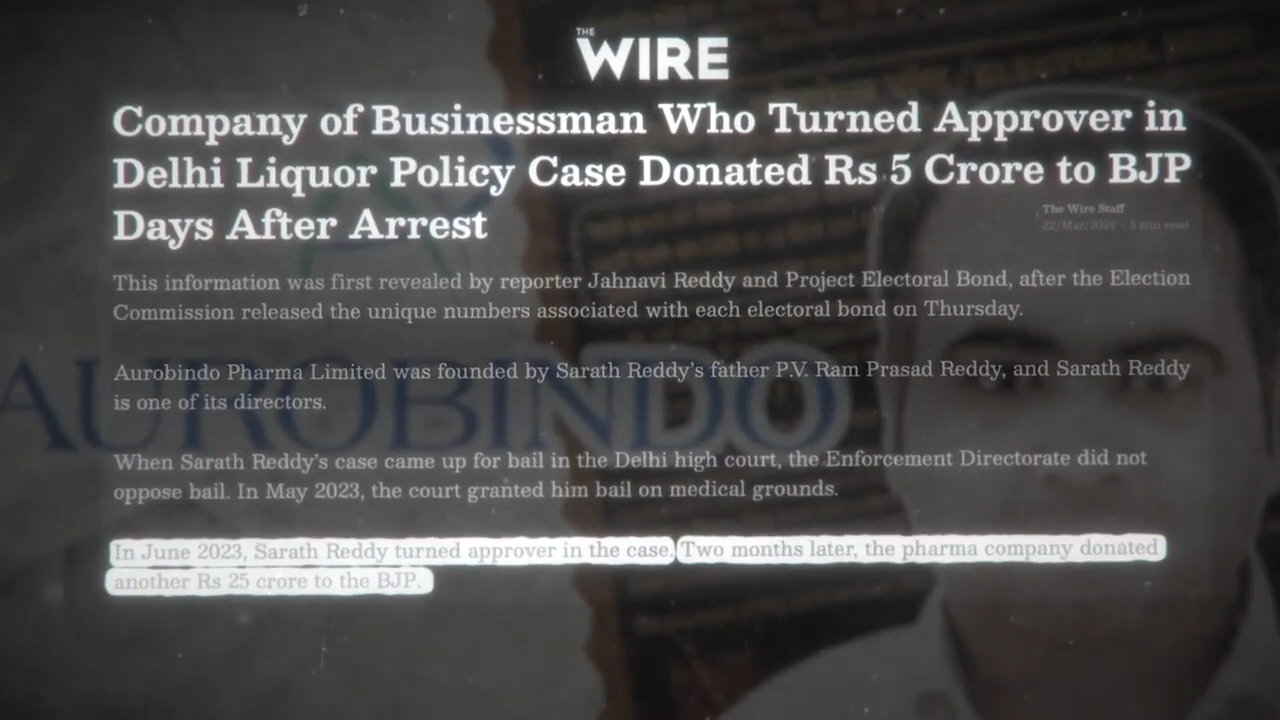 THE
WIRE
Company of Businessman Who Turned Approver in
Delhi Liquor Policy Case Donated Rs 5 Crore to BJP
Days After Arrest
The Wire Staff
22/Mar/2024 · 5 min read
This information was first revealed by reporter Jahnavi Reddy and Project Electoral Bond, after the Election
Commission released the unique numbers associated with each electoral bond on Thursday.
Aurobindo Pharma Limited was founded by Sarath Reddy's father P.V. Ram Prasad Reddy, and Sarath Reddy
is one of its directors.
AUROBINDO
When Sarath Reddy's case came up for bail in the Delhi high court, the Enforcement Directorate did not
oppose bail. In May 2023, the court granted him bail on medical grounds.
In June 2023, Sarath Reddy turned approver in the case. Two months later, the pharma company donated
another Rs 25 crore to the BJP.